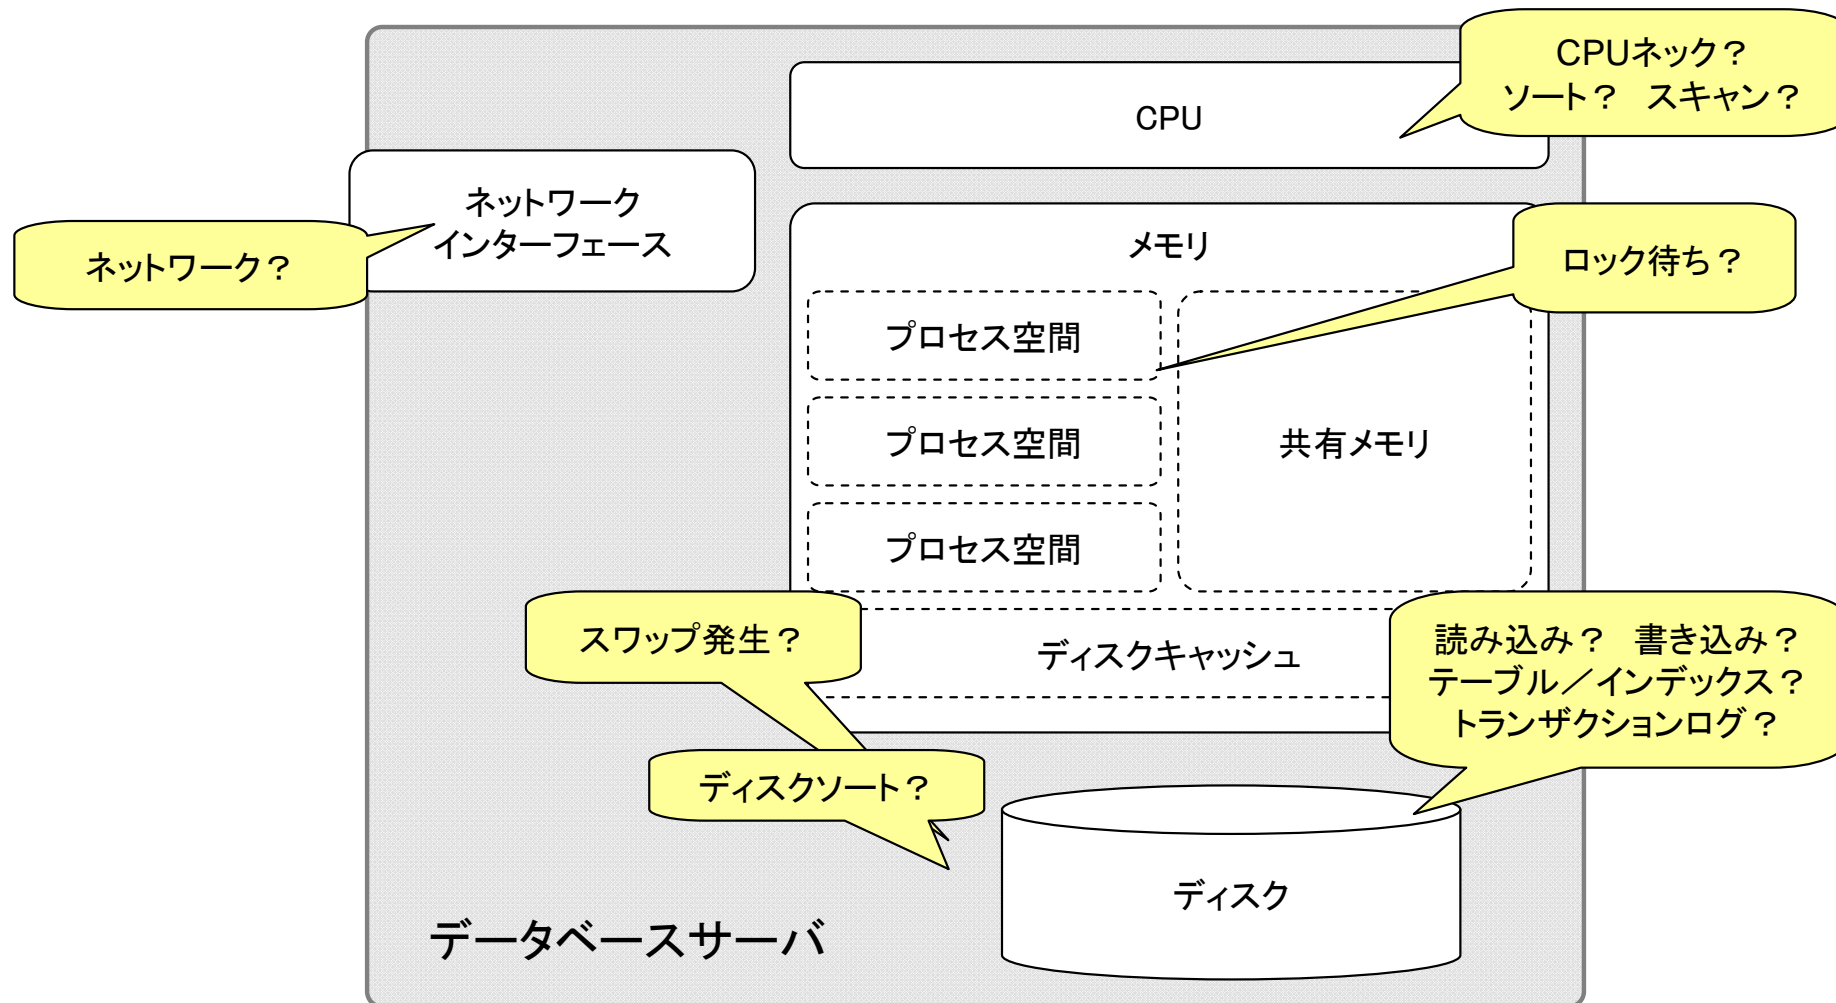 CPUネック？
ソート？　スキャン？
CPU
ネットワーク
インターフェース
ネットワーク？
メモリ
ロック待ち？
プロセス空間
プロセス空間
共有メモリ
プロセス空間
スワップ発生？
ディスクキャッシュ
読み込み？　書き込み？
テーブル／インデックス？
トランザクションログ？
ディスクソート？
ディスク
データベースサーバ